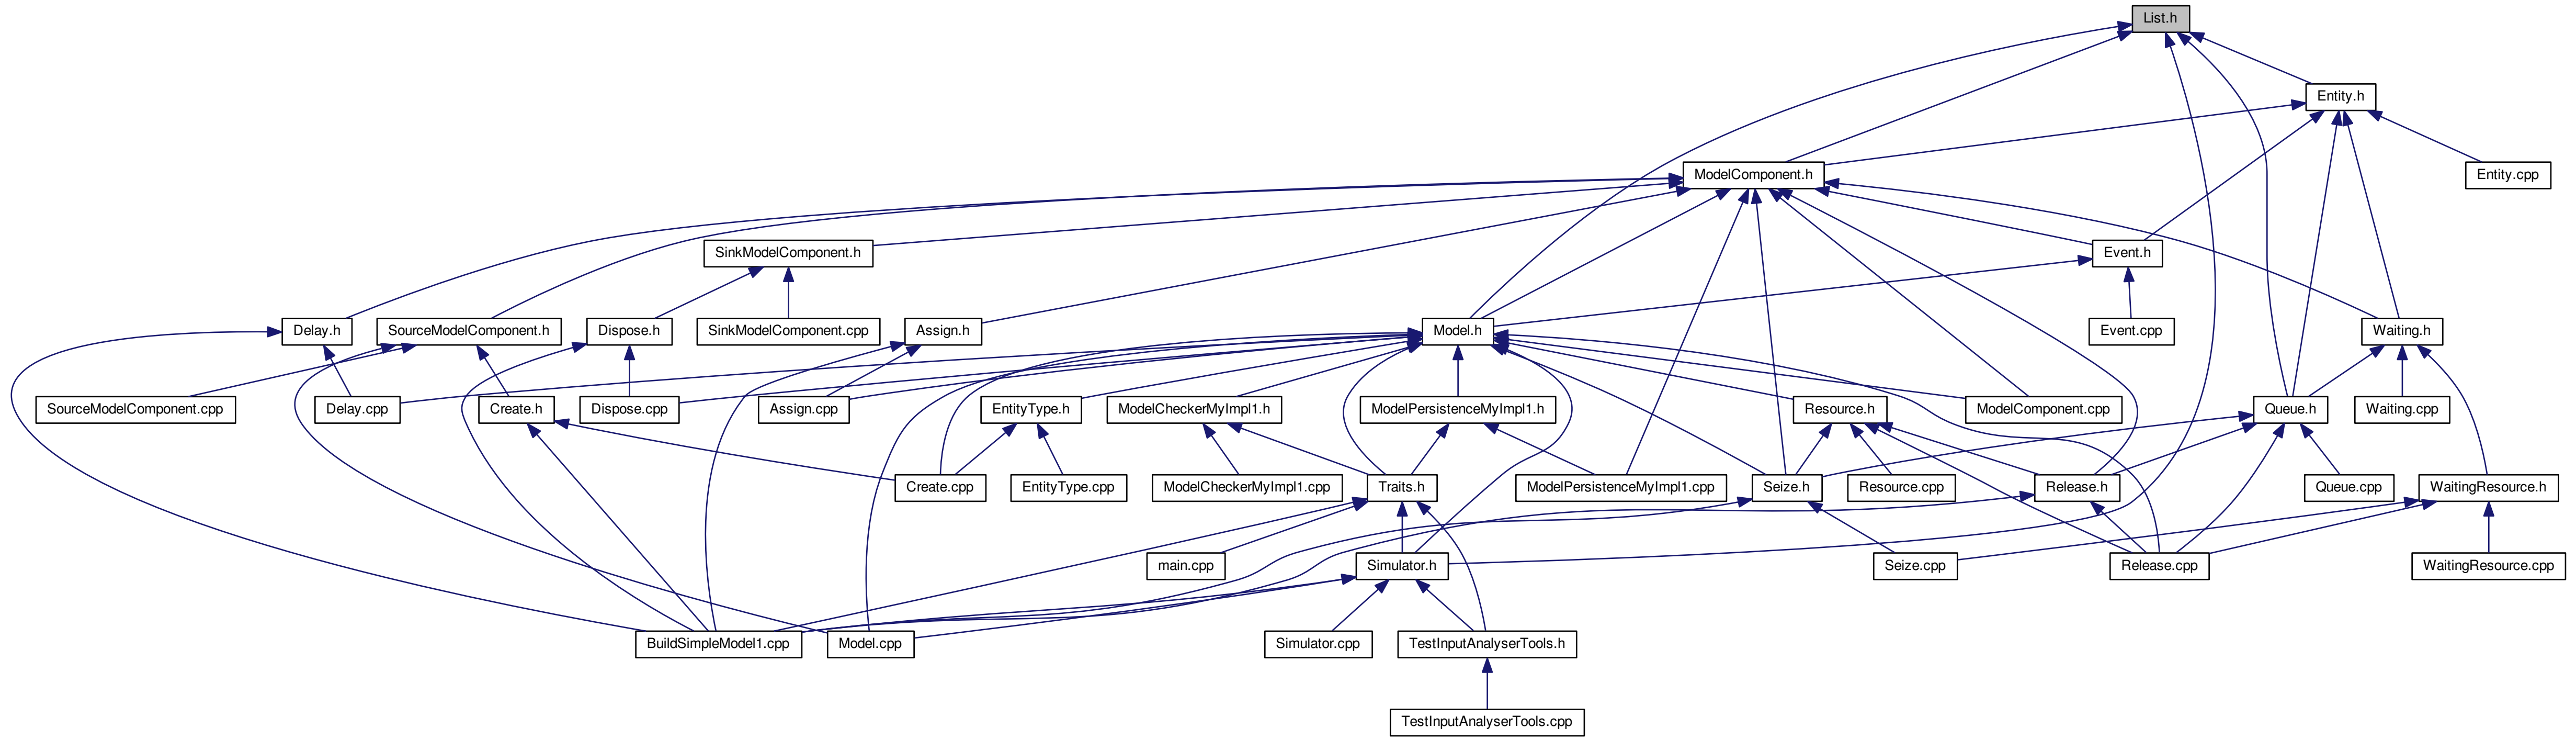 List.h
Entity.h
ModelComponent.h
Entity.cpp
SinkModelComponent.h
Event.h
Delay.h
SourceModelComponent.h
Dispose.h
SinkModelComponent.cpp
Assign.h
Model.h
Event.cpp
Waiting.h
SourceModelComponent.cpp
Delay.cpp
Create.h
Dispose.cpp
Assign.cpp
EntityType.h
ModelCheckerMyImpl1.h
ModelPersistenceMyImpl1.h
Resource.h
ModelComponent.cpp
Queue.h
Waiting.cpp
Create.cpp
EntityType.cpp
ModelCheckerMyImpl1.cpp
Traits.h
ModelPersistenceMyImpl1.cpp
Seize.h
Resource.cpp
Release.h
Queue.cpp
WaitingResource.h
main.cpp
Simulator.h
Seize.cpp
Release.cpp
WaitingResource.cpp
BuildSimpleModel1.cpp
Model.cpp
Simulator.cpp
TestInputAnalyserTools.h
TestInputAnalyserTools.cpp